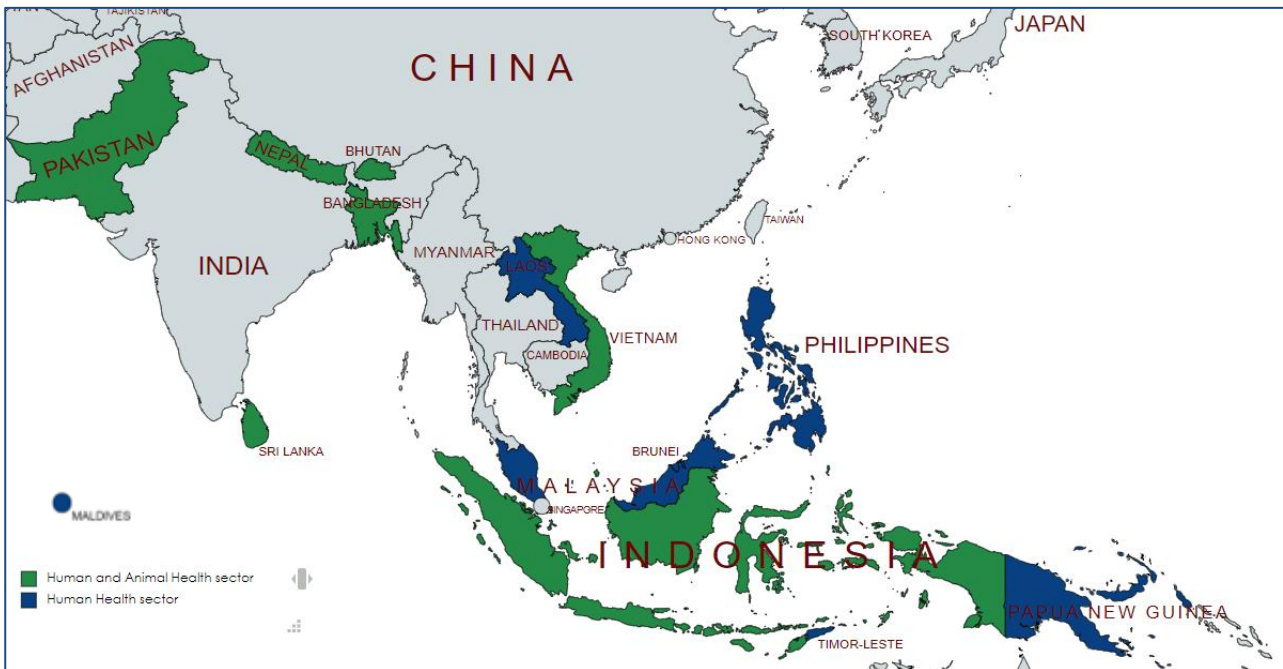 TAJIKISTAN
JAPAN
SOUTH KOREA
AFGHANISTAN
CHINA
PAKISTAN
NEPAL
BHUTAN
BANGLADESH
TAIWAN
HONG KONG
MYANMAR
INDIA
LAOS
THAILAND
VIETNAM
CAMBODIA
PHILIPPINES
SRI LANKA
BRUNEI
MALAYSIA
SINGAPORE
MALDIVES
INDONESIA
Human and Animal Health sector
Human Health sector
PAPUA NEW GUINEA
TIMOR-LESTE